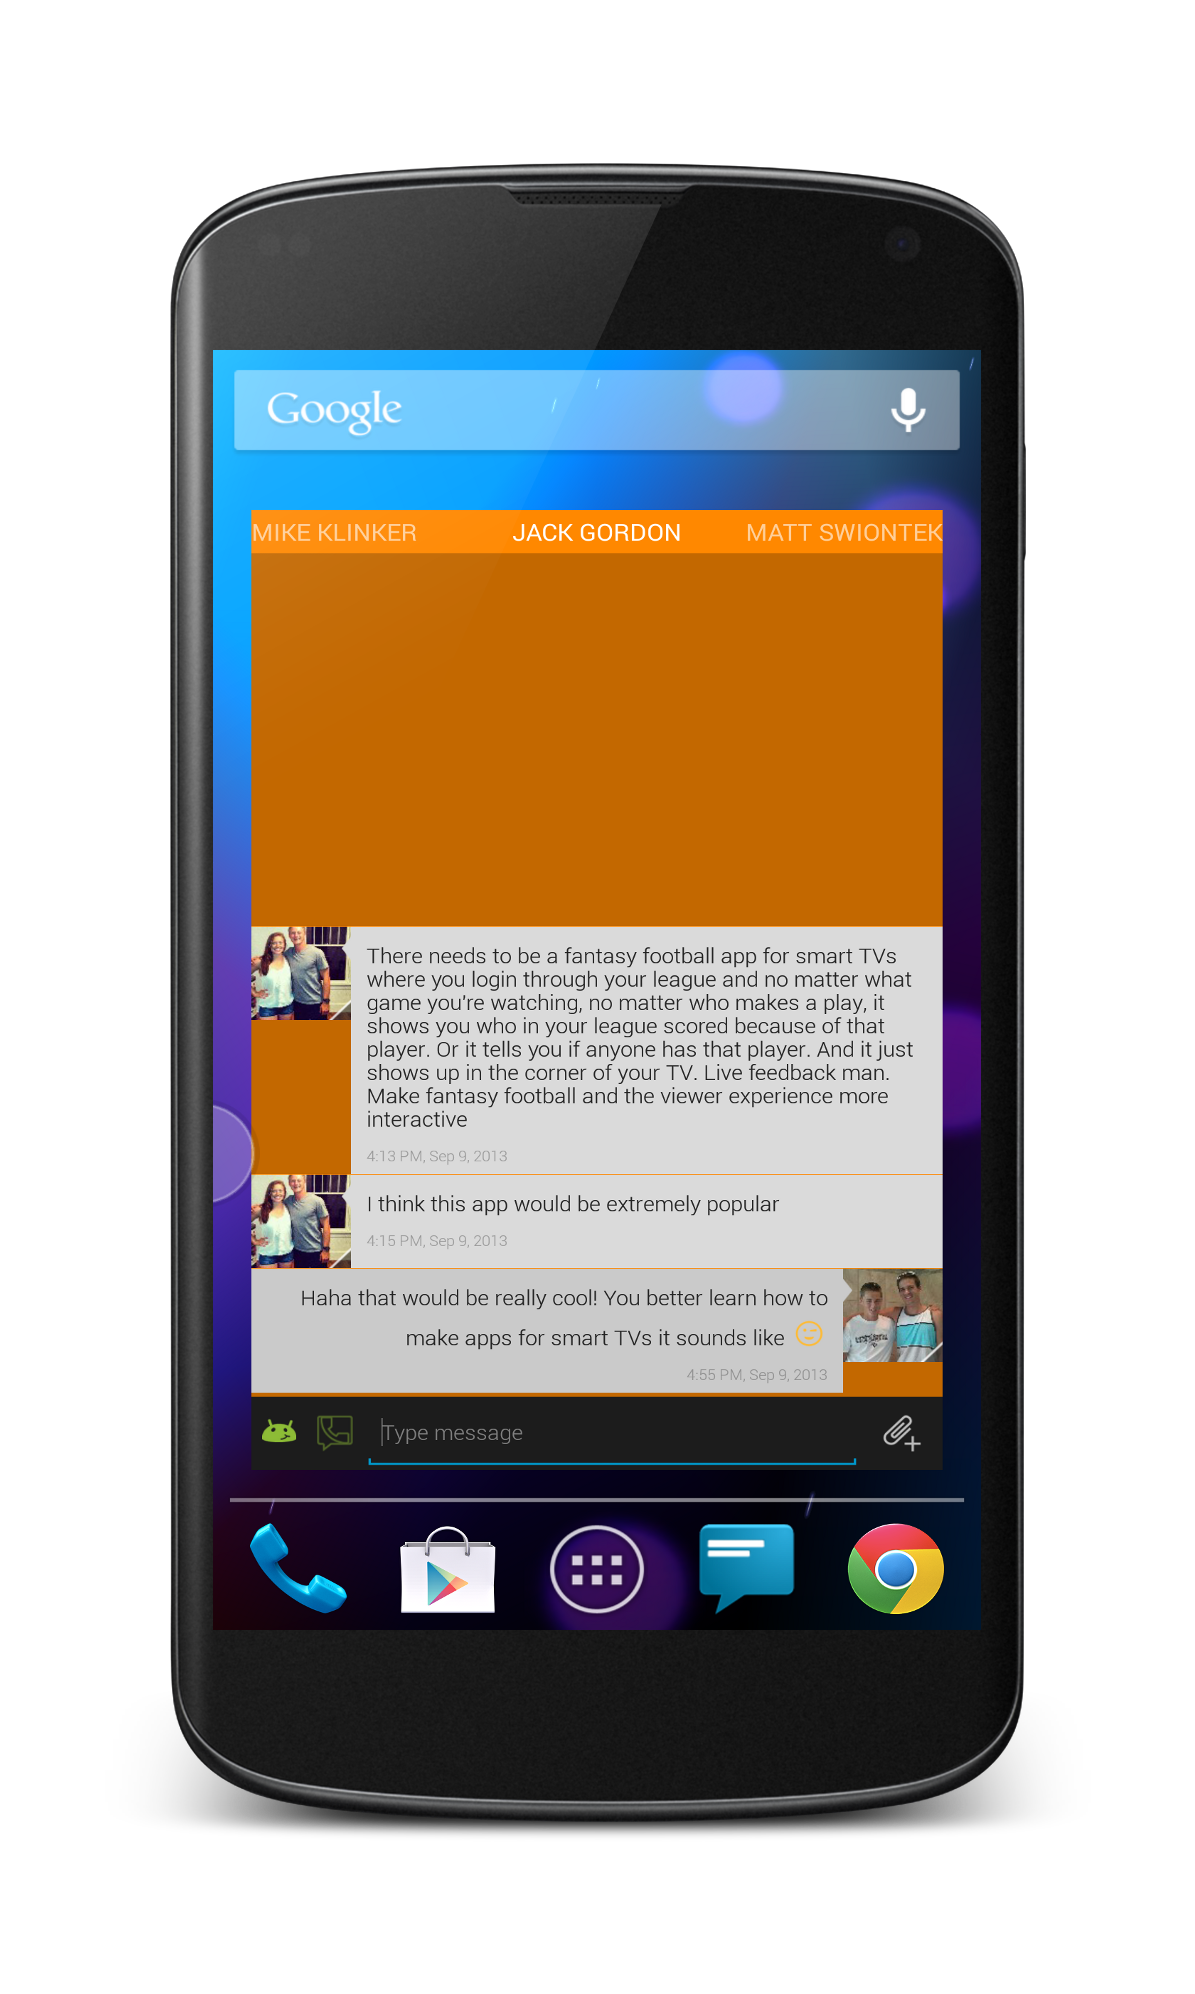 Google
MIKE KLINKER JACK GORDON MATT SWIONTEK
There needs to be a fantasy football app for smart TVs
where you login through your league and no matter what
game you're watching, no matter who makes a play, it
shows you who in your league scored because of that
player. Or it tells you if anyone has that player. And it just
shows up in the corner of your TV. Live feedback man.
Make fantasy football and the viewer experience more
interactive
4:13 PM, Sep 9, 2013
I think this app would be extremely popular
4:15 PM, Sep 9, 2013
Haha that would be really cool! You better learn how to
make apps for smart TVs it sounds like
4:55 PM, Sep 9, 2013
Type message